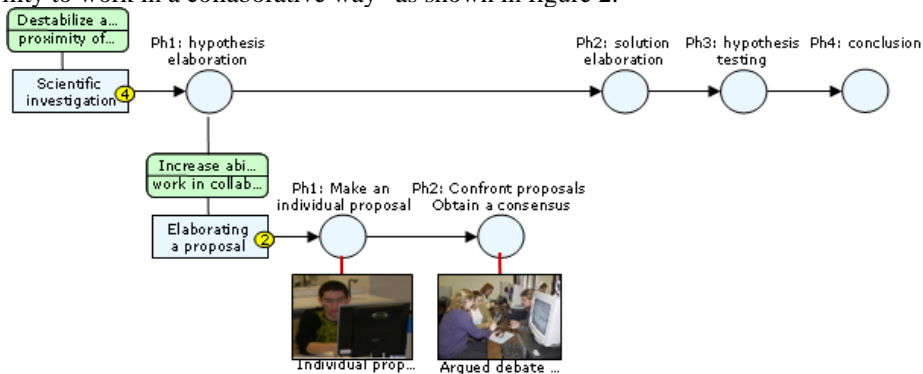 to work in a collaborative way" as shown in figure 2.
Destabilize a...
proximity of...
Ph1: hypothesis
elaboration
Ph2: solution
elaboration
Ph3: hypothesis
testing
Ph4: conclusion
Scientific
investigation
4
Increase abi...
work in collab...
Ph1: Make an
individual proposal
Ph2: Confront proposals
Obtain a consensus
Elaborating
a proposal
2
Individual prop...
Argued debate ...